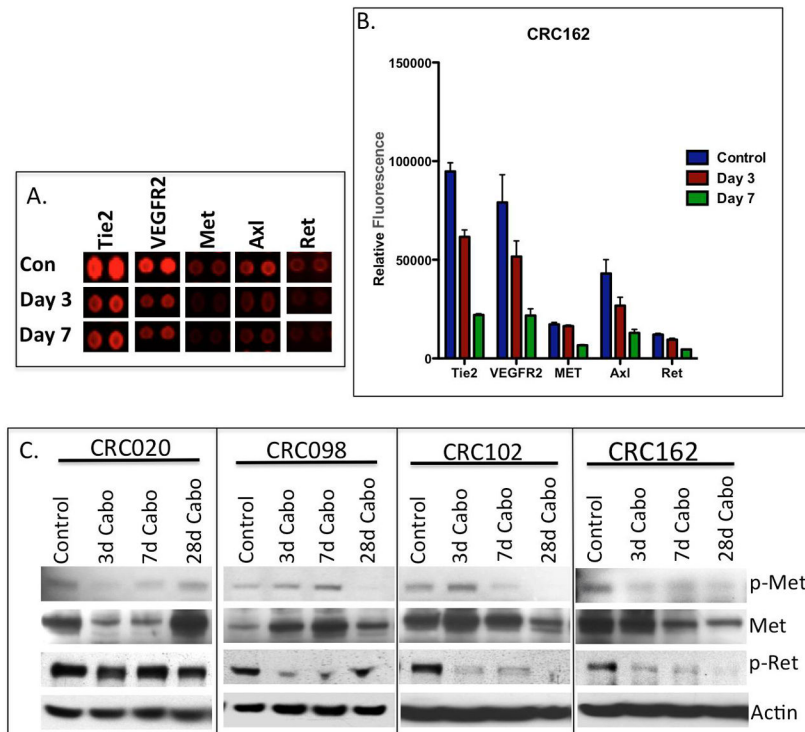 A.
Tie2 VEGFR2 Met Axl Ret
Con
Day 3
Day 7
B.
CRC162
150000
100000
50000
0
Relative Fluorescence
Control
Day 3
Day 7
Tie2 VEGFR2 MET Axl Ret
C.
CRC020 CRC098 CRC102 CRC162
Control 3d Cabo 7d Cabo 28d Cabo Control 3d Cabo 7d Cabo 28d Cabo Control 3d Cabo 7d Cabo 28d Cabo Control 3d Cabo 7d Cabo 28d Cabo
p-Met
Met
p-Ret
Actin